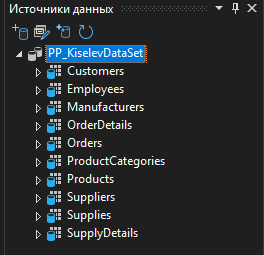 Источники данных
PP_KiselevDataSet
Customers
Employees
Manufacturers
OrderDetails
Orders
ProductCategories
Products
Suppliers
Supplies
SupplyDetails